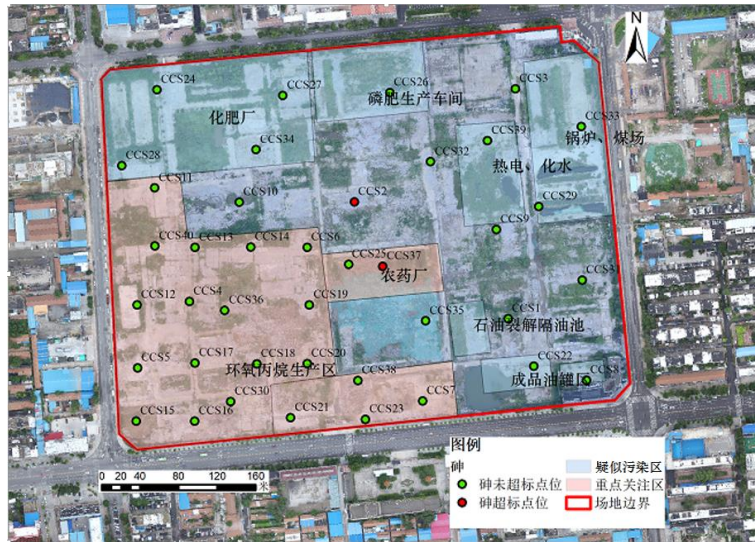 N
CCS24
CCS27
CCS26
CCS3
磷肥生产车间
化肥厂
CCS33
锅炉、煤场
CCS34
CCS39
CCS28
CCS32
热电、化水
CCS11
CCS10
CCS2
CCS29
CCS9
CCS40
CCS13
CCS14
CCS6
CCS25
CCS37
农药厂
CCS31
CCS12
CCS4
CCS36
CCS19
CCS35
CCS1
石油裂解隔油池
CCS5
CCS17
CCS18
CCS20
环氧丙烷生产区
CCS22
CCS38
成品油罐区
CCS8
CCS30
CCS7
CCS15
CCS16
CCS21
CCS23
图例
砷
砷未超标点位
砷超标点位
疑似污染区
重点关注区
场地边界
0 20 40 80 120 160
米